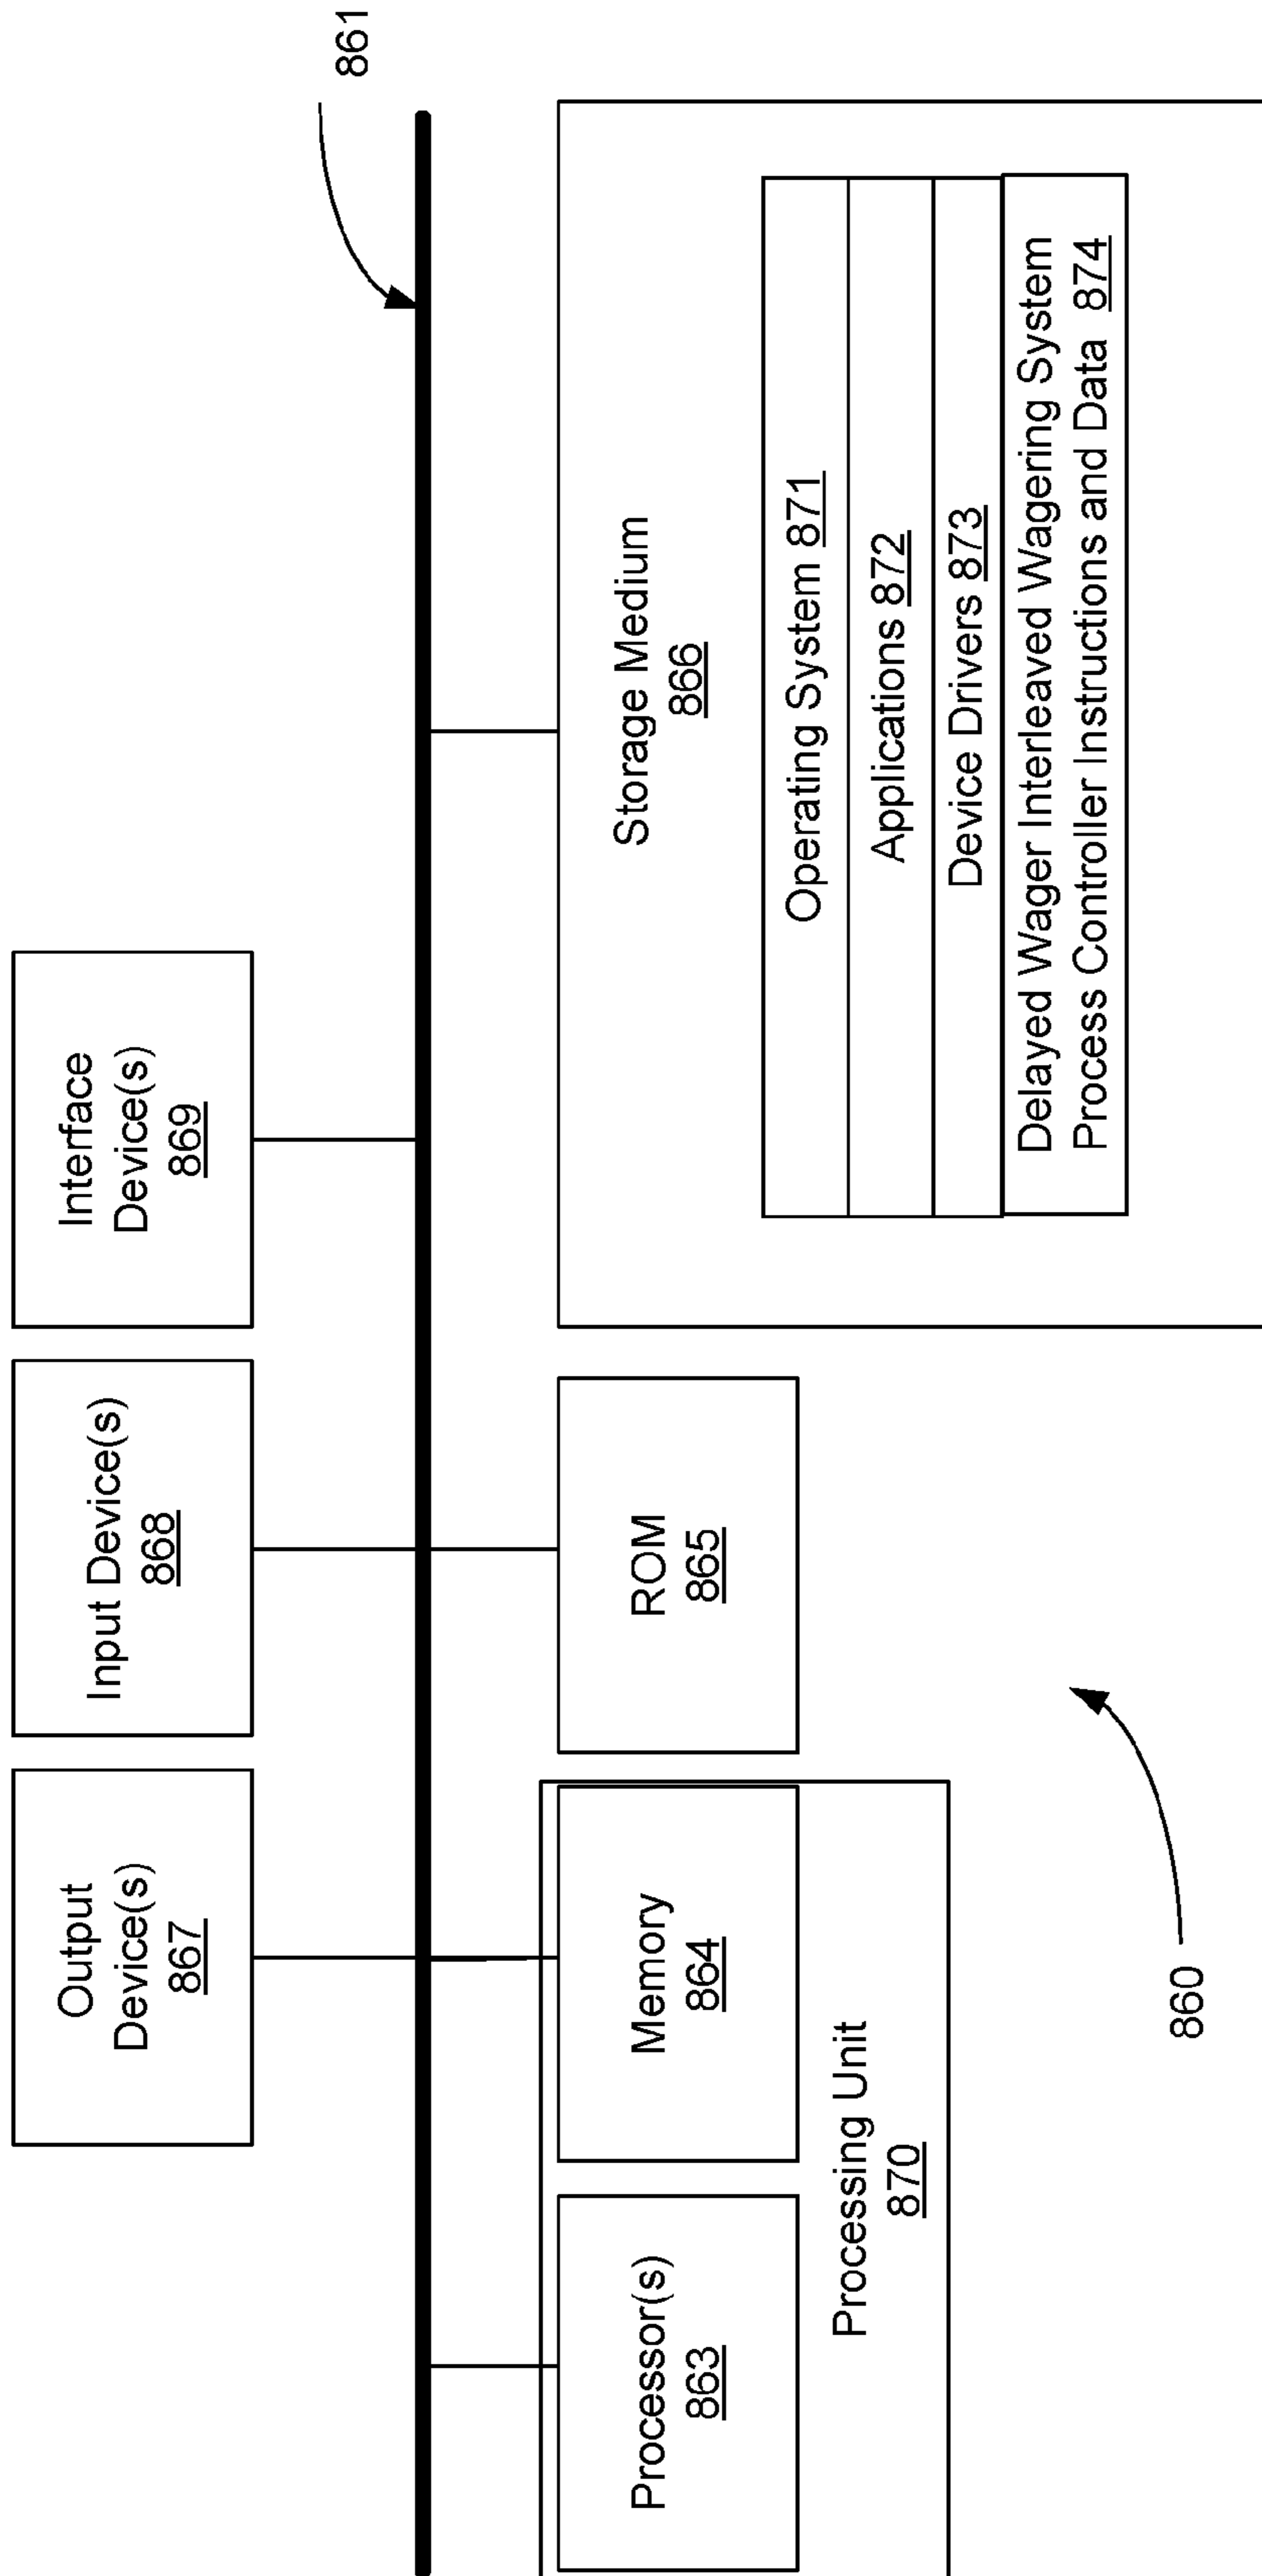 861
Output
Device(s)
867
Input Device(s)
868
Interface
Device(s)
869
Processor(s)
863
Memory
864
Processing Unit
870
ROM
865
Storage Medium
866
Operating System 871
Applications 872
Device Drivers 873
Delayed Wager Interleaved Wagering System
Process Controller Instructions and Data 874
860